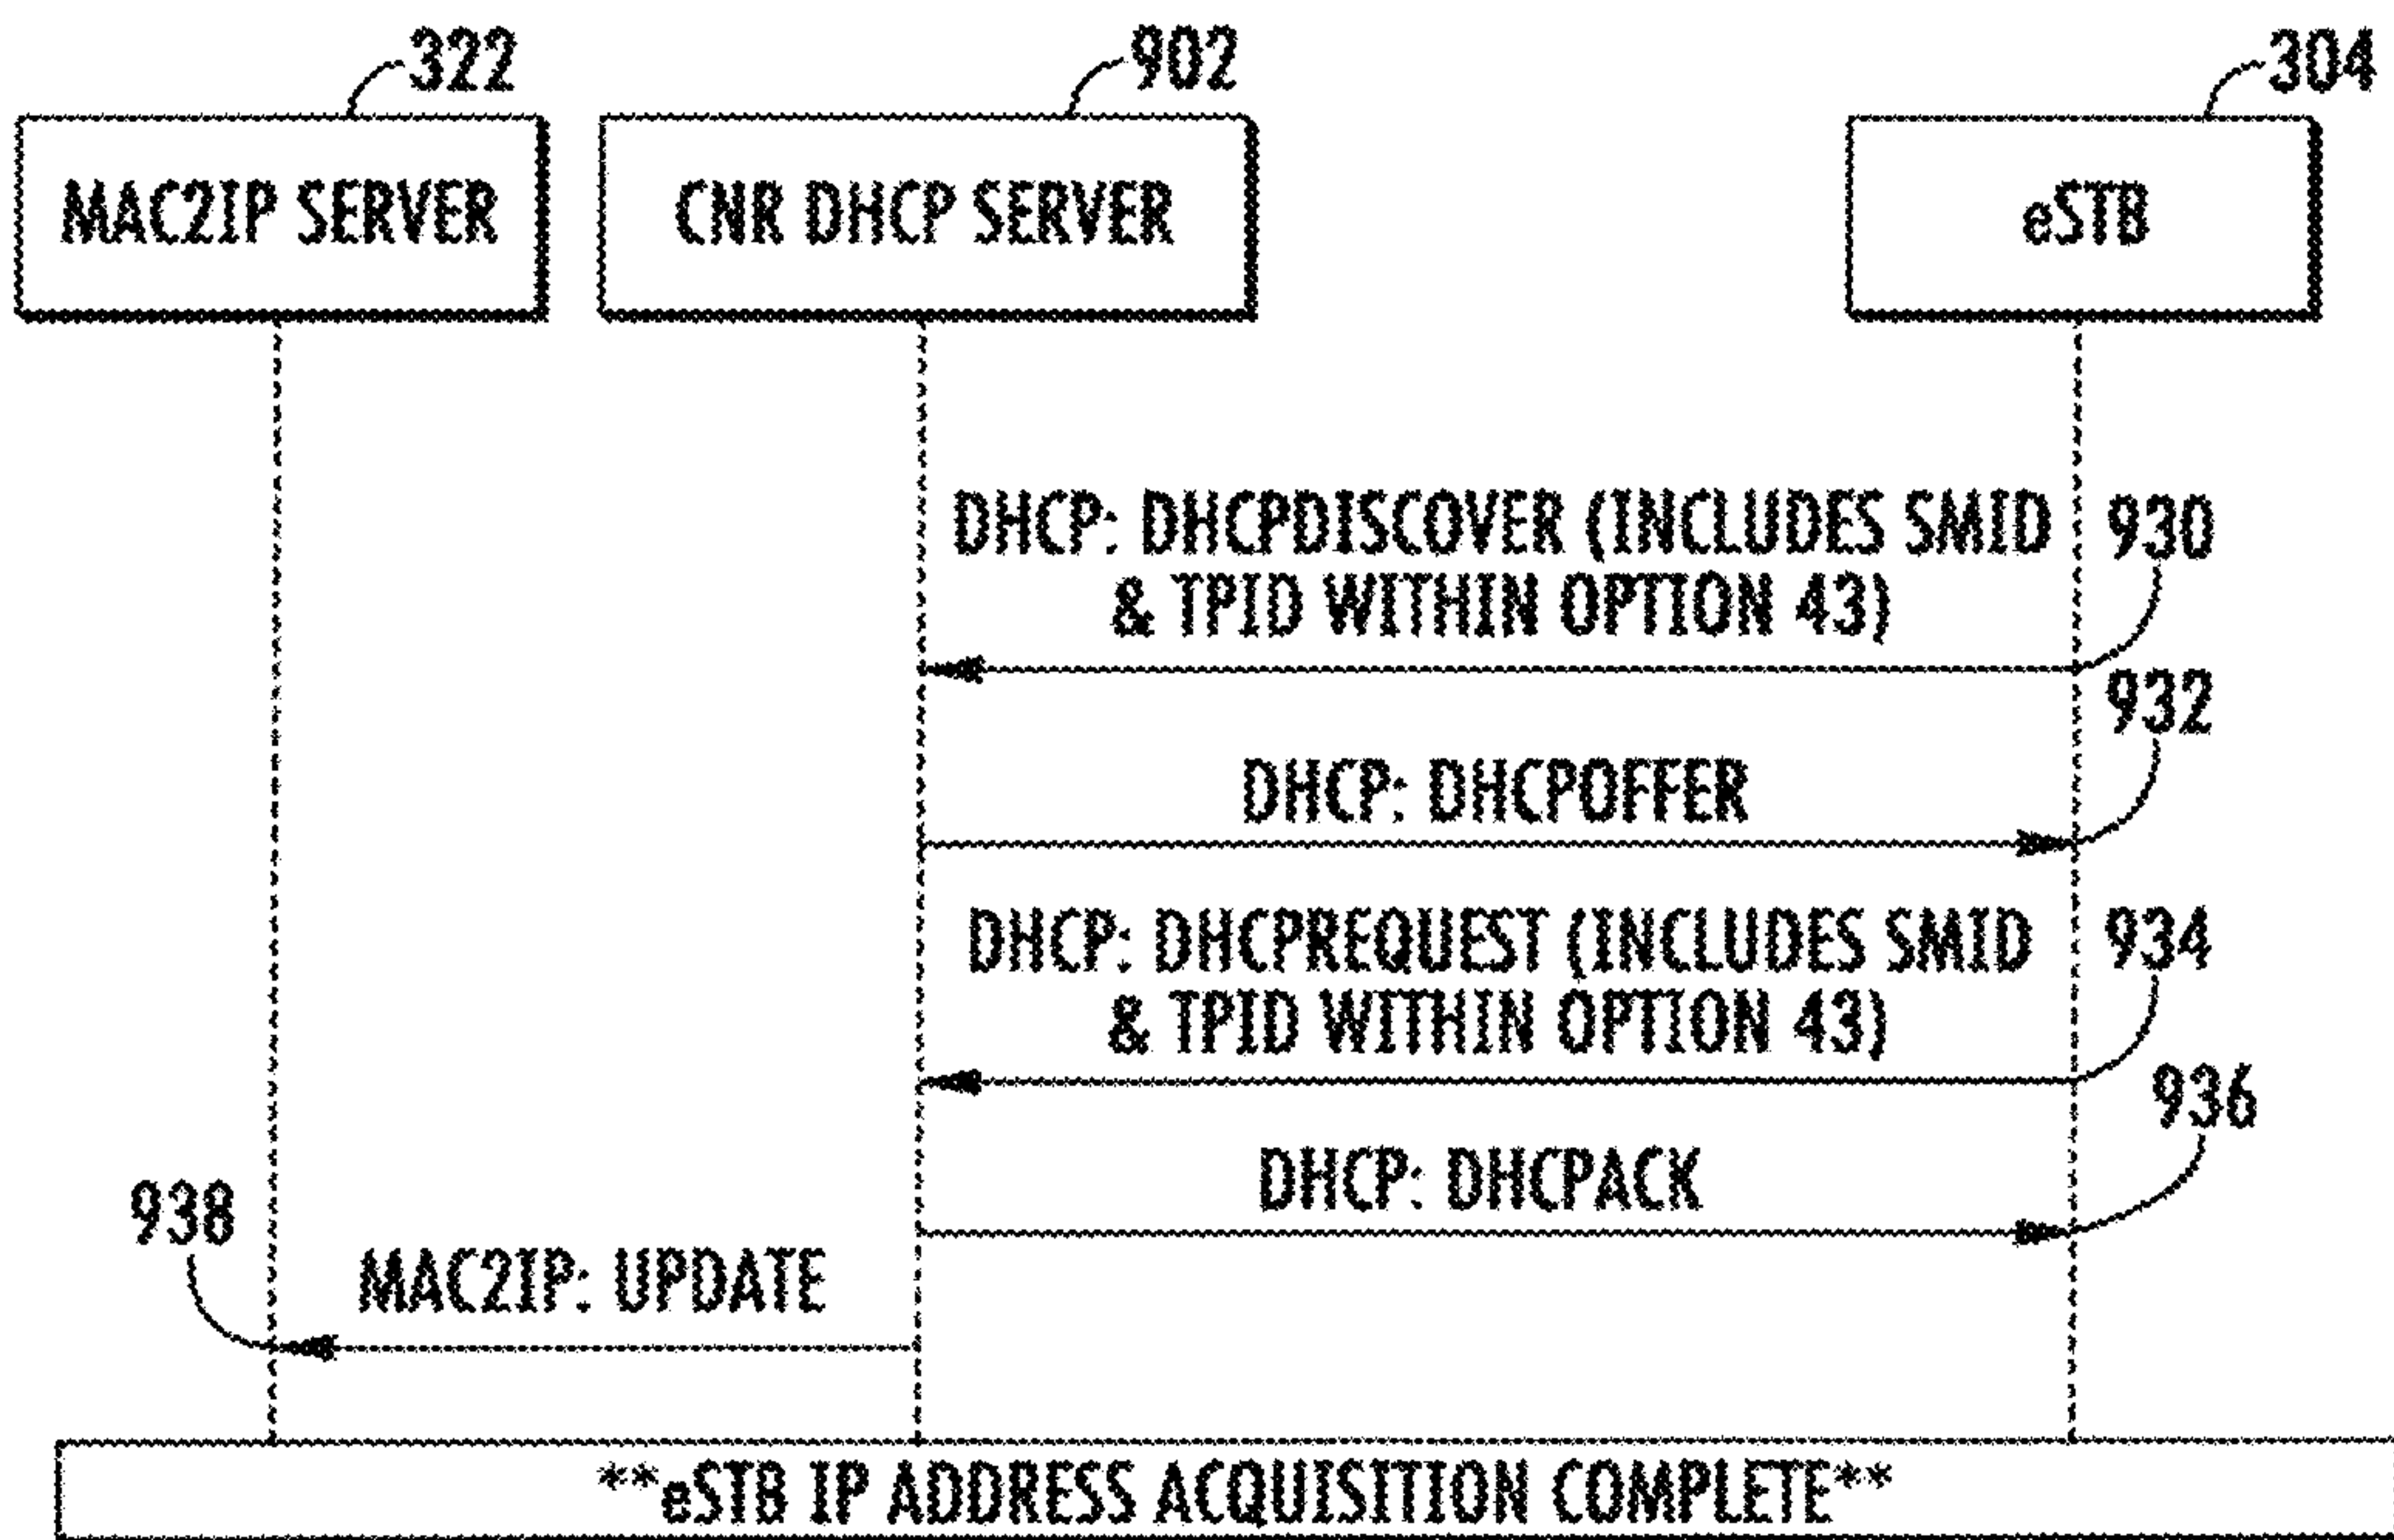 322
902
304
MAC2IP SERVER
CNR DHCP SERVER
eSTB
DHCP: DHCPDISCOVER (INCLUDES SMID
& TPID WITHIN OPTION 43)
930
932
DHCP: DHCPOFFER
DHCP: DHCPREQUEST (INCLUDES SMID
& TPID WITHIN OPTION 43)
934
936
DHCP: DHCPACK
938
MAC2IP: UPDATE
**eSTB IP ADDRESS ACQUISITION COMPLETE**